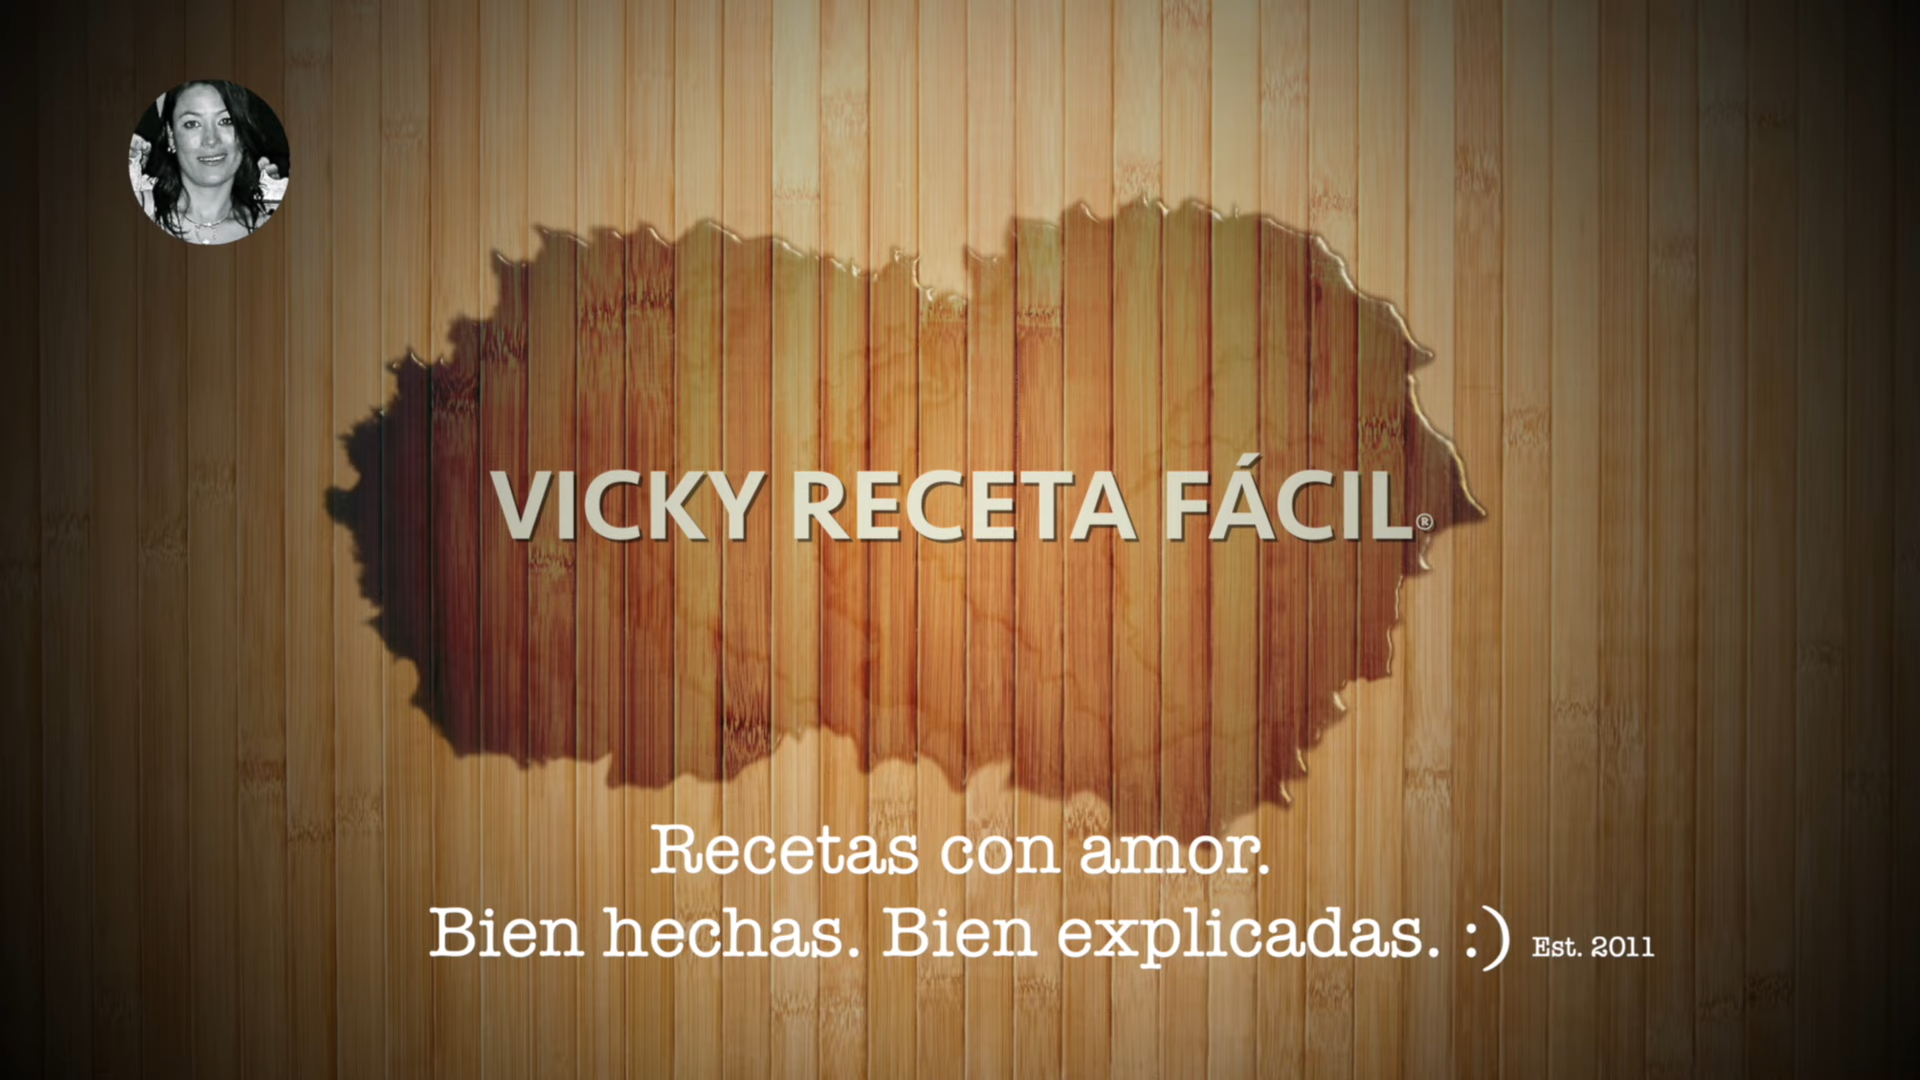 VICKY RECETA FÁCIL®
Recetas con amor.
Bien hechas. Bien explicadas. :) Est. 2011